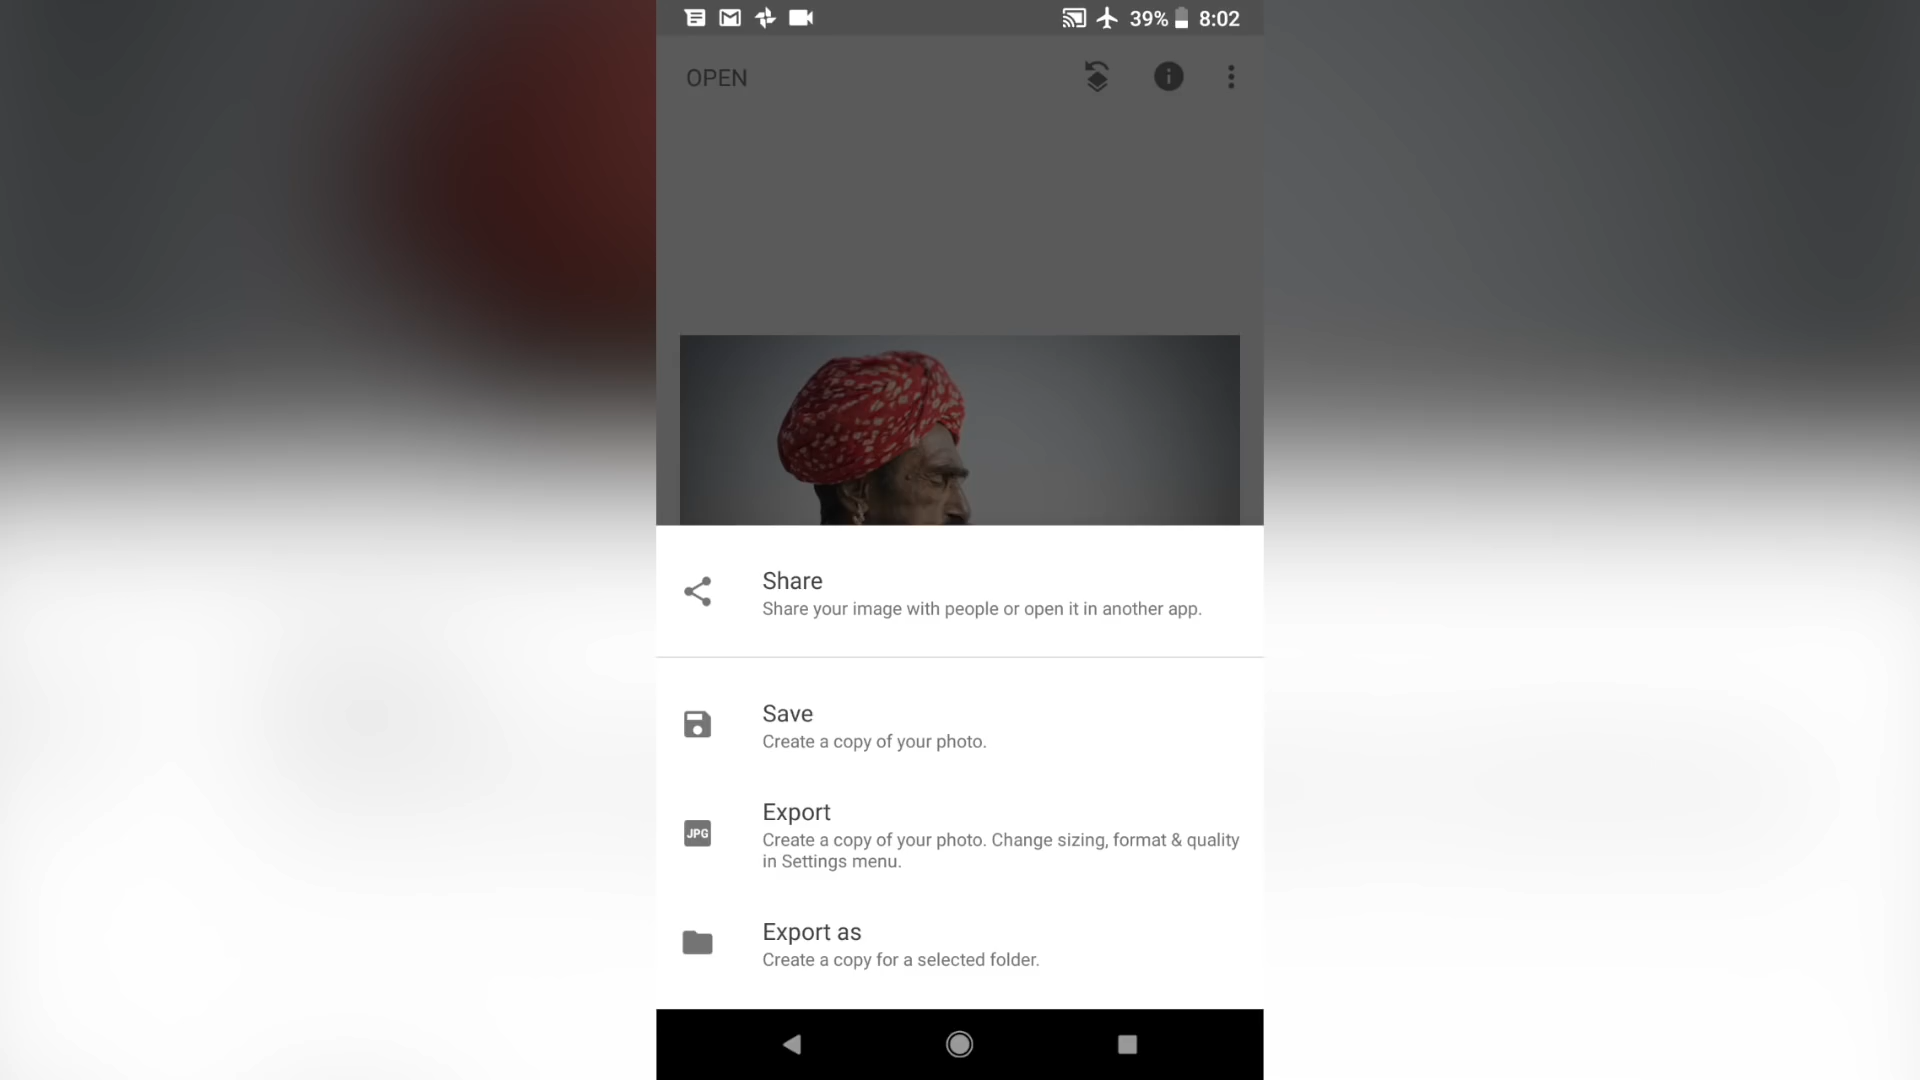 39% 8:02
OPEN
Share
Share your image with people or open it in another app.
Save
Create a copy of your photo.
JPG
Export
Create a copy of your photo. Change sizing, format & quality
in Settings menu.
Export as
Create a copy for a selected folder.